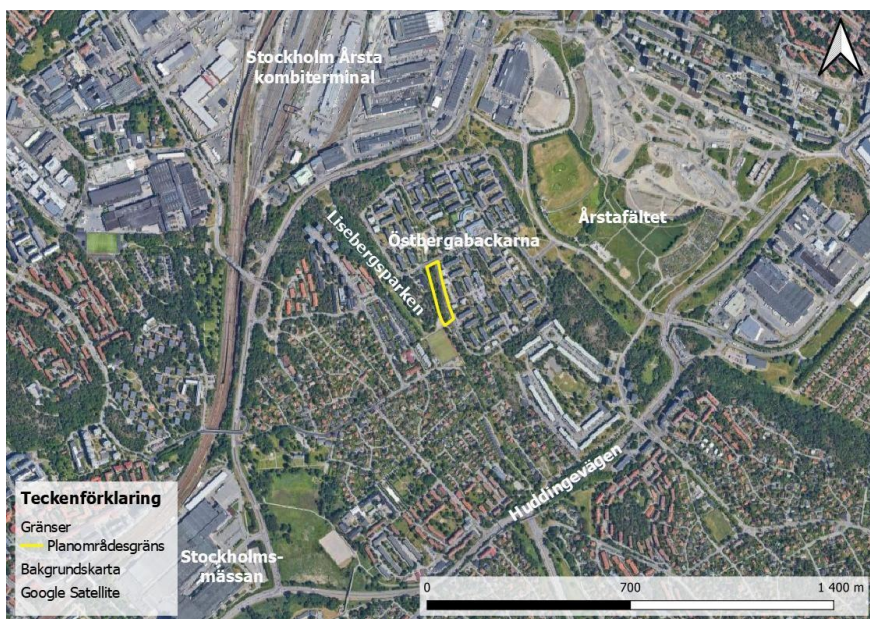 Stockholm Årsta
kombiterminal
Lisebergsparken
Östbergabackarna
Årstafältet
Huddingevägen
Stockholms-
mässan
Teckenförklaring
Gränser
Planområdesgräns
Bakgrundskarta
Google Satellite
0 700 1 400 m